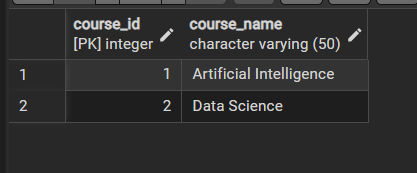 course_id course_name
[PK] integer character varying (50)
1 1 Artificial Intelligence
2 2 Data Science